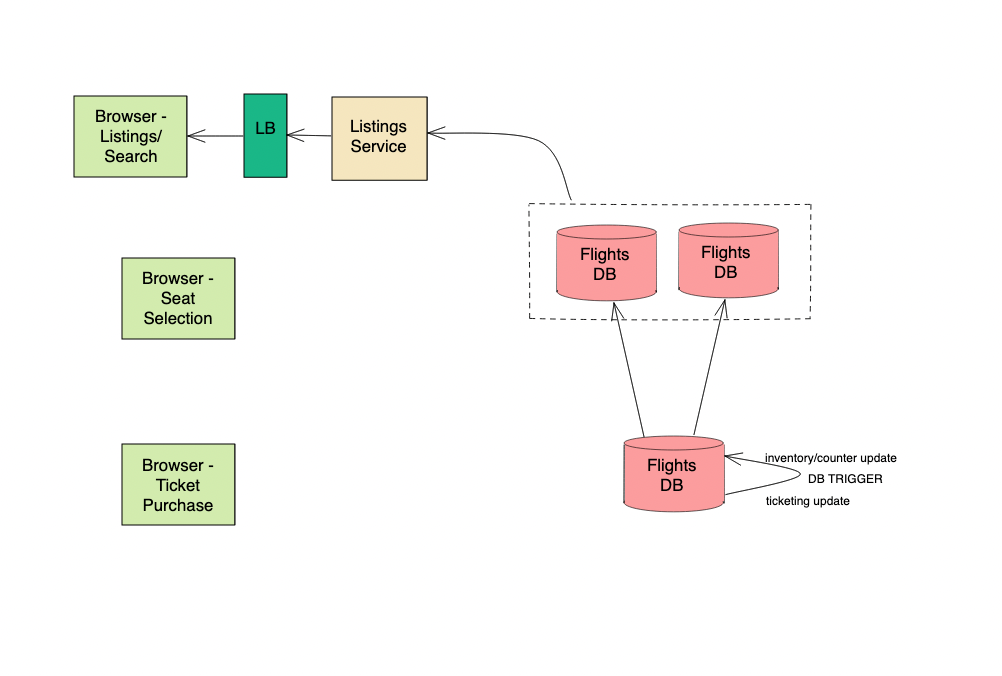 Browser -
Listings/
Search
LB
Listings
Service
Flights
DB
Flights
DB
Browser -
Seat
Selection
Browser -
Ticket
Purchase
Flights
DB
inventory/counter update
DB TRIGGER
ticketing update